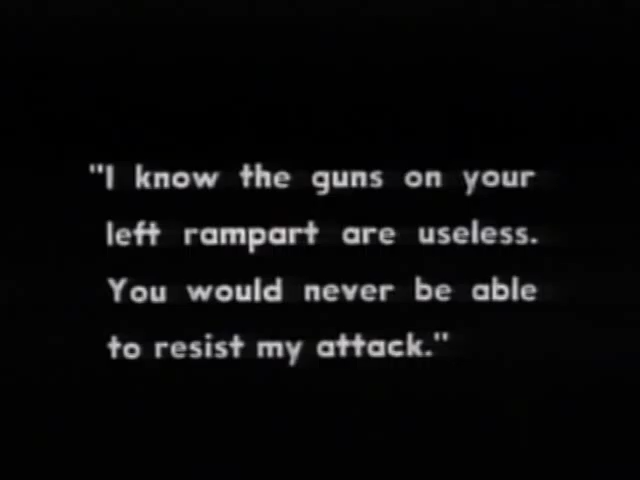 "I know the guns on your
left rampart are useless.
You would never be able
to resist my attack."